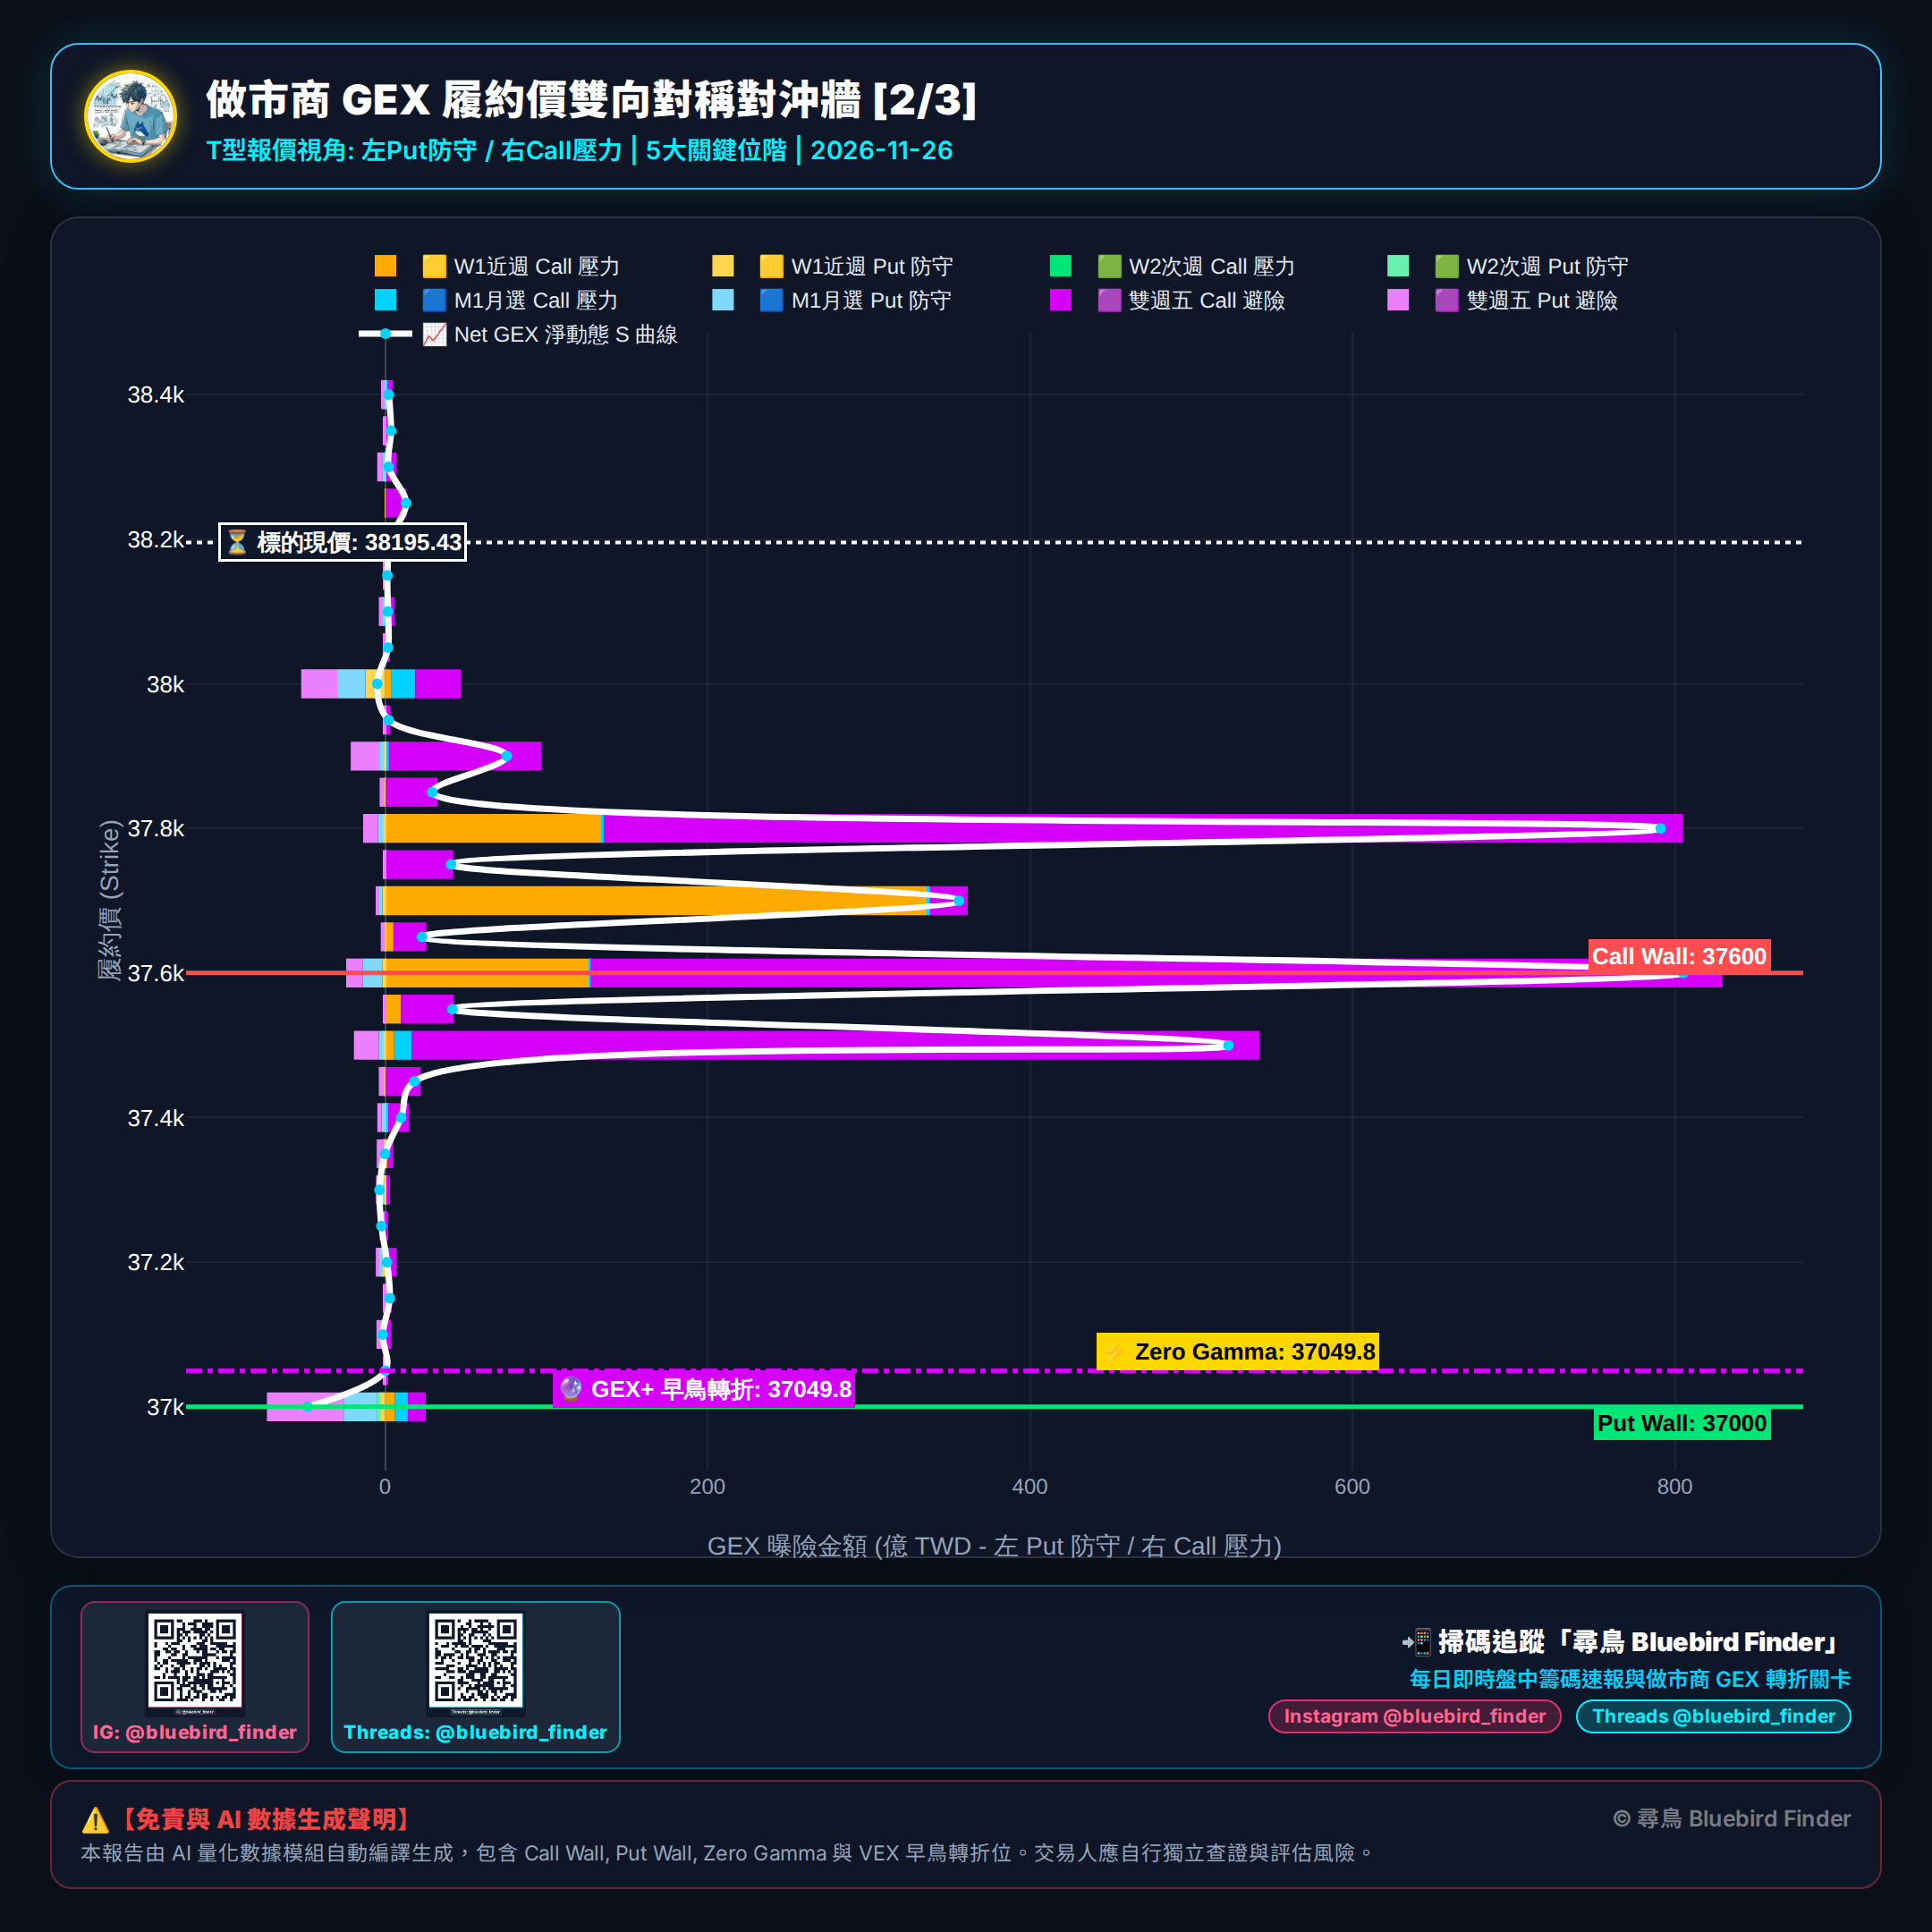 做市商 GEX 履約價雙向對稱對沖牆 [2/3]
T型報價視角: 左Put防守 / 右Call壓力 | 5大關鍵位階 | 2026-11-26
🟨 W1近週 Call 壓力
🟨 W1近週 Put 防守
🟩 W2次週 Call 壓力
🟩 W2次週 Put 防守
🟦 M1月選 Call 壓力
🟦 M1月選 Put 防守
🟪 雙週五 Call 避險
🟪 雙週五 Put 避險
📈 Net GEX 淨動態 S 曲線
38.4k
38.2k
⏳ 標的現價: 38195.43
38k
37.8k
履約價 (Strike)
37.6k
Call Wall: 37600
37.4k
37.2k
⚡ Zero Gamma: 37049.8
🔮 GEX+ 早鳥轉折: 37049.8
37k
Put Wall: 37000
0
200
400
600
800
GEX 曝險金額 (億 TWD - 左 Put 防守 / 右 Call 壓力)
IG: @bluebird_finder
Threads: @bluebird_finder
📲 掃碼追蹤「尋鳥 Bluebird Finder」
每日即時盤中籌碼速報與做市商 GEX 轉折關卡
Instagram @bluebird_finder
Threads @bluebird_finder
⚠️【免責與 AI 數據生成聲明】
© 尋鳥 Bluebird Finder
本報告由 AI 量化數據模組自動編譯生成，包含 Call Wall, Put Wall, Zero Gamma 與 VEX 早鳥轉折位。交易人應自行獨立查證與評估風險。